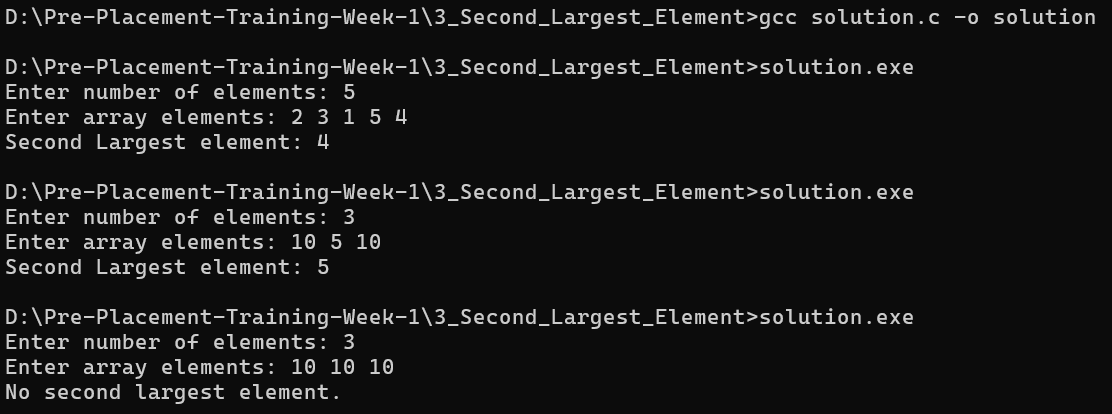 D:\Pre-Placement-Training-Week-1\3_Second_Largest_Element>gcc solution.c -o solution
D:\Pre-Placement-Training-Week-1\3_Second_Largest_Element>solution.exe
Enter number of elements: 5
Enter array elements: 2 3 1 5 4
Second Largest element: 4
D:\Pre-Placement-Training-Week-1\3_Second_Largest_Element>solution.exe
Enter number of elements: 3
Enter array elements: 10 5 10
Second Largest element: 5
D:\Pre-Placement-Training-Week-1\3_Second_Largest_Element>solution.exe
Enter number of elements: 3
Enter array elements: 10 10 10
No second largest element.